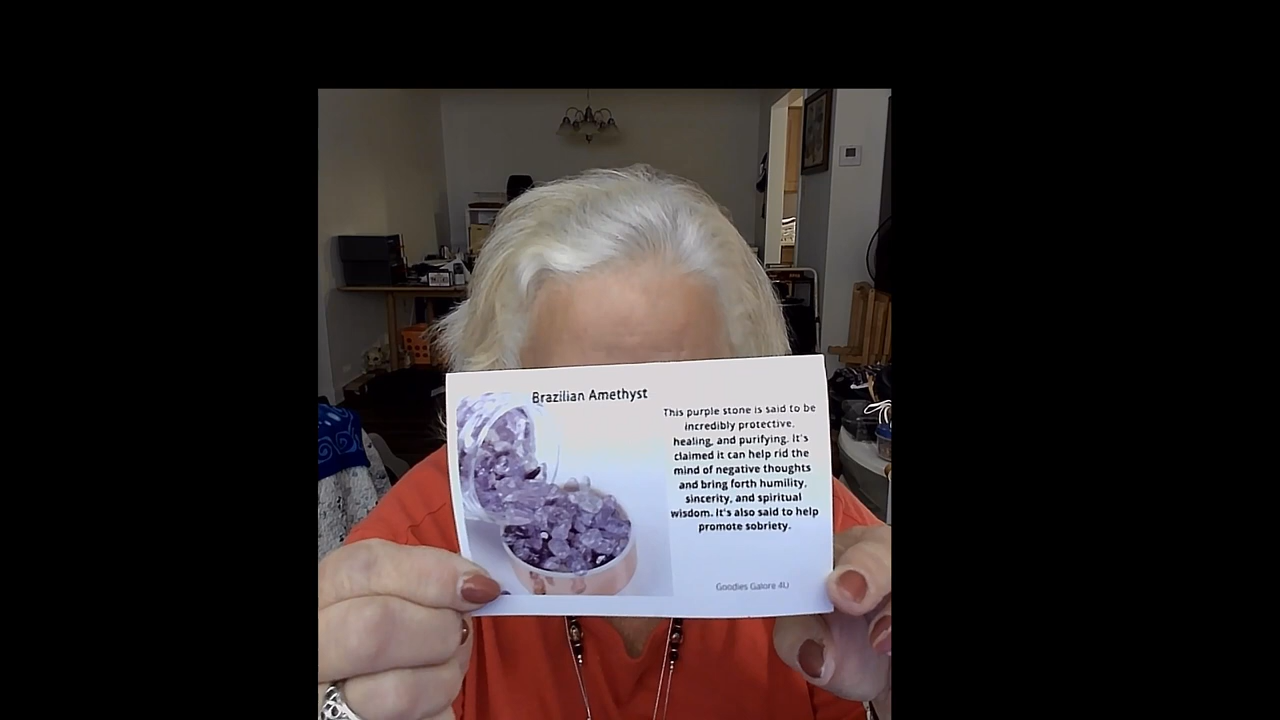 Brazilian Amethyst
This purple stone is said to be
incredibly protective,
healing, and purifying. It's
claimed it can help rid the
mind of negative thoughts
and bring forth humility,
sincerity, and spiritual
wisdom. It's also said to help
promote sobriety.
Goodies Galore 4U